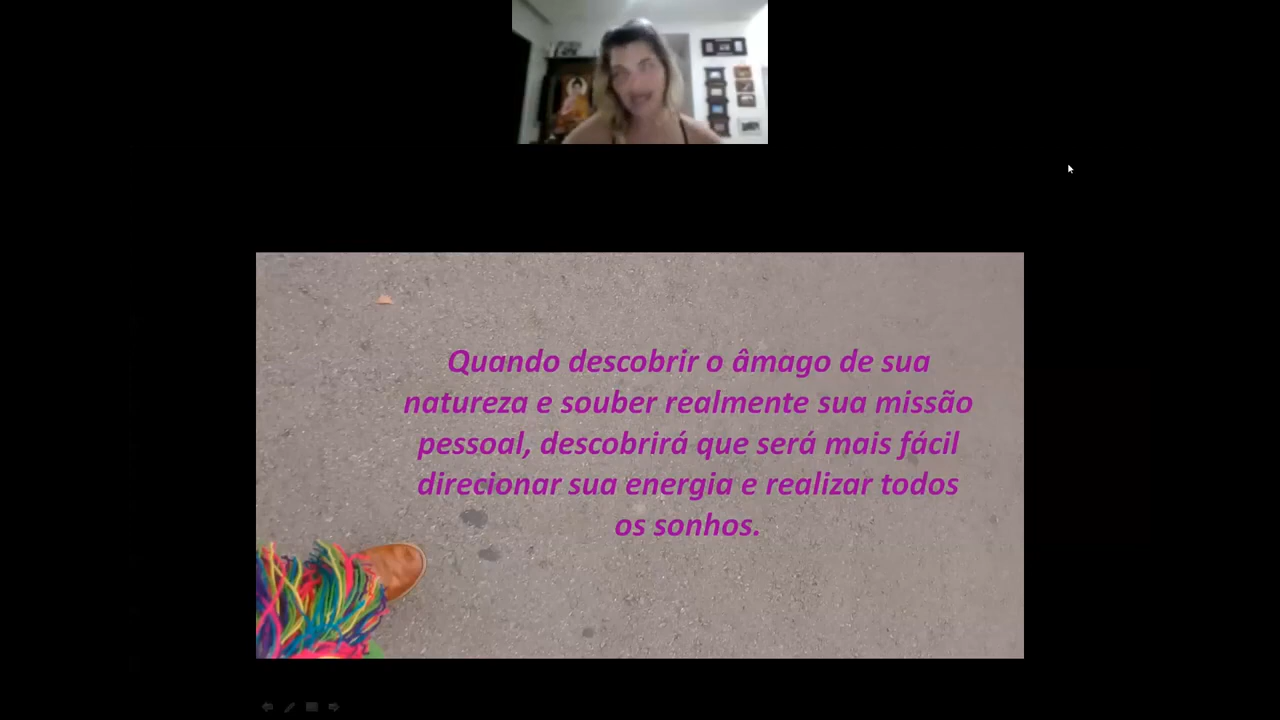 Quando descobrir o âmago de sua
natureza e souber realmente sua missão
pessoal, descobrirá que será mais fácil
direcionar sua energia e realizar todos
os sonhos.